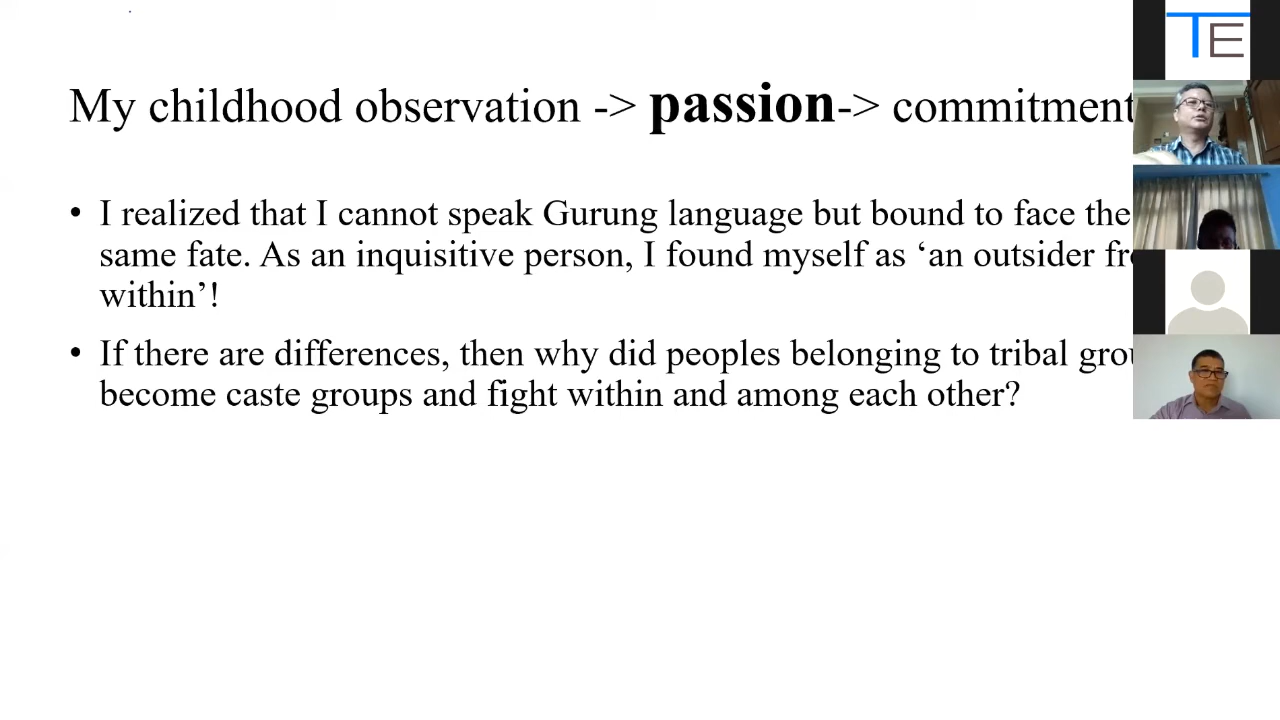 My childhood observation -> passion-> commitment
• I realized that I cannot speak Gurung language but bound to face the
same fate. As an inquisitive person, I found myself as ‘an outsider
within’!
• If there are differences, then why did peoples belonging to tribal
become caste groups and fight within and among each other?
TE